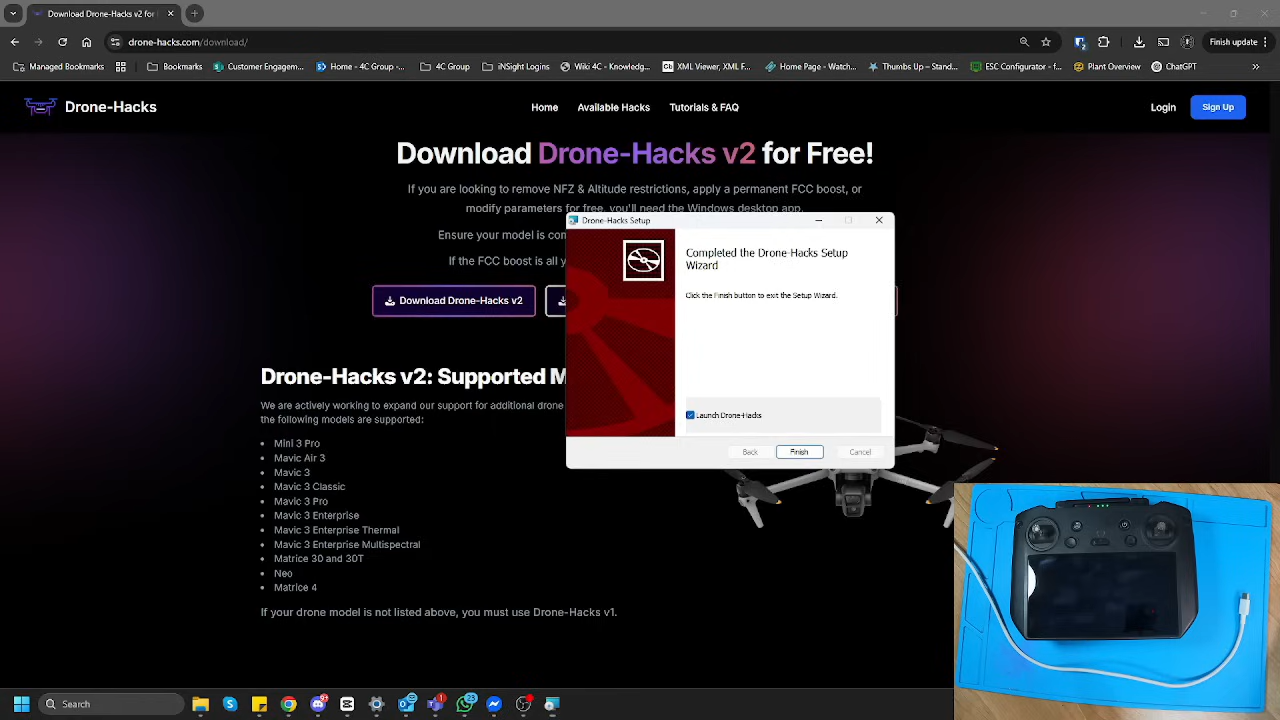 Drone-Hacks v2 for
drone-hacks.com/download/
Finish update
Managed Bookmarks
Bookmarks
Customer Engagem...
Home - 4C Group -...
4C Group
iNSight Logins
Wiki 4C - Knowledg...
XML Viewer, XML F...
Home Page - Watch...
Thumbs Up – Stand...
ESC Configurator - f...
Plant Overview
ChatGPT
Drone-Hacks
Home
Available Hacks
Tutorials & FAQ
Login
Sign Up
Download Drone-Hacks v2 for Free!
If you are looking to remove NFZ & Altitude restrictions, apply a permanent FCC boost, or
modify parameters for free, you'll need the Windows desktop app.
Ensure your model is com
If the FCC boost is all y
Download Drone-Hacks v2
Drone-Hacks Setup
Completed the Drone-Hacks Setup
Wizard
Click the Finish button to exit the Setup Wizard.
Launch Drone-Hacks
Back
Finish
Cancel
Drone-Hacks v2: Supported M
We are actively working to expand our support for additional drone
the following models are supported:
Mini 3 Pro
Mavic Air 3
Mavic 3
Mavic 3 Classic
Mavic 3 Pro
Mavic 3 Enterprise
Mavic 3 Enterprise Thermal
Mavic 3 Enterprise Multispectral
Matrice 30 and 30T
Neo
Matrice 4
If your drone model is not listed above, you must use Drone-Hacks v1.
Search